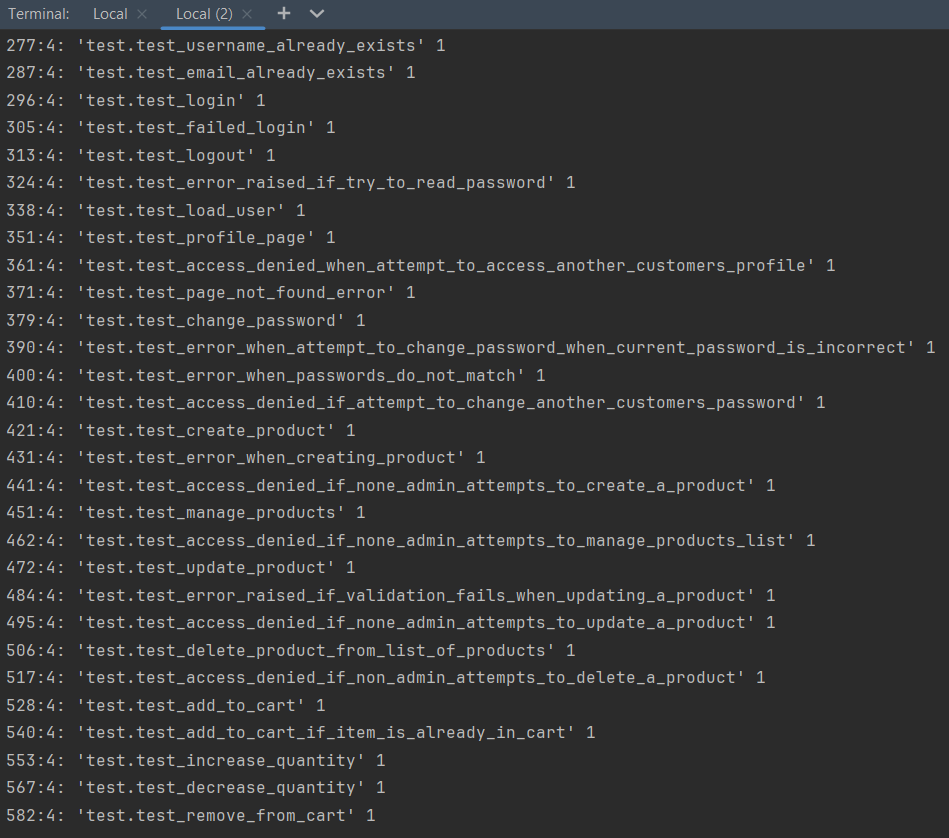 Terminal: Local × Local (2) × +
277:4: 'test.test_username_already_exists' 1
287:4: 'test.test_email_already_exists' 1
296:4: 'test.test_login' 1
305:4: 'test.test_failed_login' 1
313:4: 'test.test_logout' 1
324:4: 'test.test_error_raised_if_try_to_read_password' 1
338:4: 'test.test_load_user' 1
351:4: 'test.test_profile_page' 1
361:4: 'test.test_access_denied_when_attempt_to_access_another_customers_profile' 1
371:4: 'test.test_page_not_found_error' 1
379:4: 'test.test_change_password' 1
390:4: 'test.test_error_when_attempt_to_change_password_when_current_password_is_incorrect' 1
400:4: 'test.test_error_when_passwords_do_not_match' 1
410:4: 'test.test_access_denied_if_attempt_to_change_another_customers_password' 1
421:4: 'test.test_create_product' 1
431:4: 'test.test_error_when_creating_product' 1
441:4: 'test.test_access_denied_if_none_admin_attempts_to_create_a_product' 1
451:4: 'test.test_manage_products' 1
462:4: 'test.test_access_denied_if_none_admin_attempts_to_manage_products_list' 1
472:4: 'test.test_update_product' 1
484:4: 'test.test_error_raised_if_validation_fails_when_updating_a_product' 1
495:4: 'test.test_access_denied_if_none_admin_attempts_to_update_a_product' 1
506:4: 'test.test_delete_product_from_list_of_products' 1
517:4: 'test.test_access_denied_if_non_admin_attempts_to_delete_a_product' 1
528:4: 'test.test_add_to_cart' 1
540:4: 'test.test_add_to_cart_if_item_is_already_in_cart' 1
553:4: 'test.test_increase_quantity' 1
567:4: 'test.test_decrease_quantity' 1
582:4: 'test.test_remove_from_cart' 1